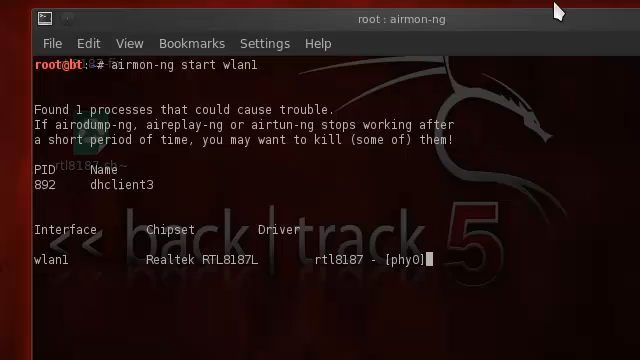 root : airmon-ng
File Edit View Bookmarks Settings Help
root@bt:~# airmon-ng start wlan1
Found 1 processes that could cause trouble.
If airodump-ng, aireplay-ng or airtun-ng stops working after
a short period of time, you may want to kill (some of) them!
rtl8187.sh~
PID Name
892 dhclient3
Interface Chipset Driver
<< back | track 5
wlan1 Realtek RTL8187L rtl8187 - [phy0]